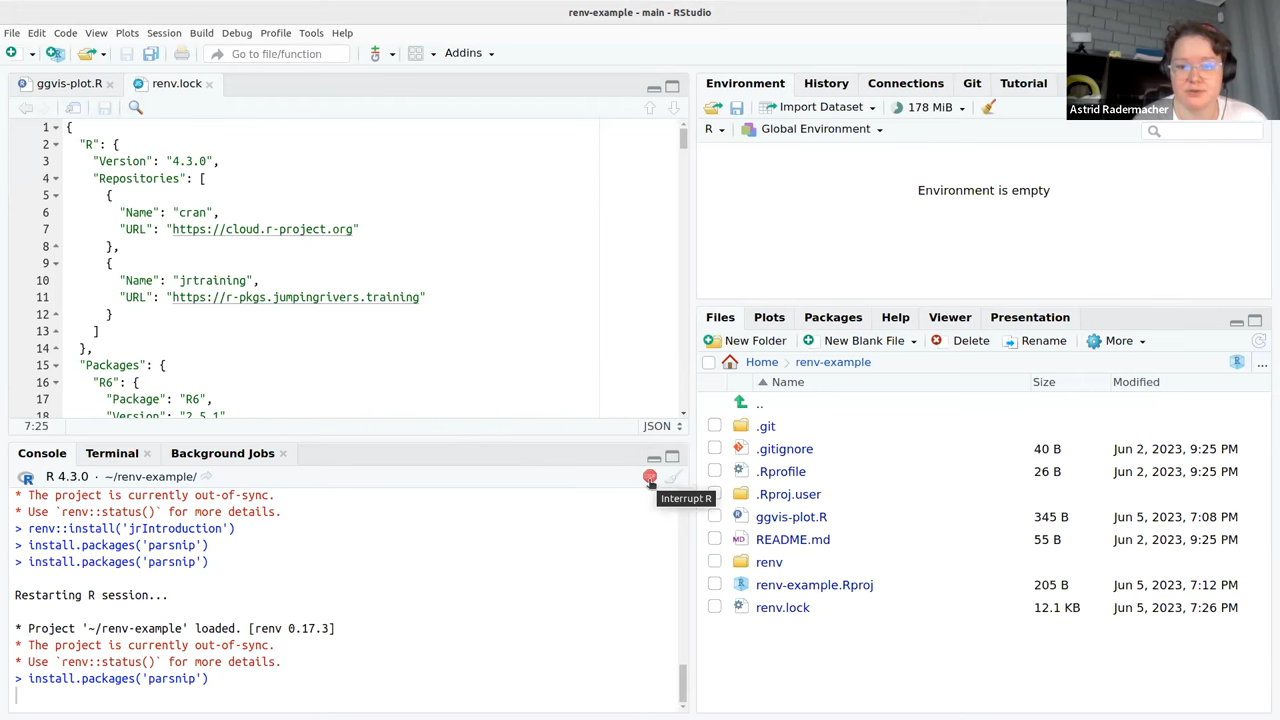 renv-example - main - RStudio
File Edit Code View Plots Session Build Debug Profile Tools Help
Go to file/function Addins
ggvis-plot.R renv.lock
1 {
2 "R": {
3 "Version": "4.3.0",
4 "Repositories": [
5 {
6 "Name": "cran",
7 "URL": "https://cloud.r-project.org"
8 },
9 {
10 "Name": "jrtraining",
11 "URL": "https://r-pkgs.jumpingrivers.training"
12 }
13 ]
14 },
15 "Packages": {
16 "R6": {
17 "Package": "R6",
18 "Version": "2.5.1"
7:25 JSON
Console Terminal Background Jobs
R 4.3.0 · ~/renv-example/
* The project is currently out-of-sync.
* Use `renv::status()` for more details.
> renv::install('jrIntroduction')
> install.packages('parsnip')
> install.packages('parsnip')
Restarting R session...
* Project '~/renv-example' loaded. [renv 0.17.3]
* The project is currently out-of-sync.
* Use `renv::status()` for more details.
> install.packages('parsnip')
Interrupt R
Environment History Connections Git Tutorial
Import Dataset 178 MiB
R Global Environment
Environment is empty
Files Plots Packages Help Viewer Presentation
New Folder New Blank File Delete Rename More
Home renv-example ...
Name Size Modified
..
.git
.gitignore 40 B Jun 2, 2023, 9:25 PM
.Rprofile 26 B Jun 2, 2023, 9:25 PM
.Rproj.user
ggvis-plot.R 345 B Jun 5, 2023, 7:08 PM
README.md 55 B Jun 2, 2023, 9:25 PM
renv
renv-example.Rproj 205 B Jun 5, 2023, 7:12 PM
renv.lock 12.1 KB Jun 5, 2023, 7:26 PM
Astrid Radermacher